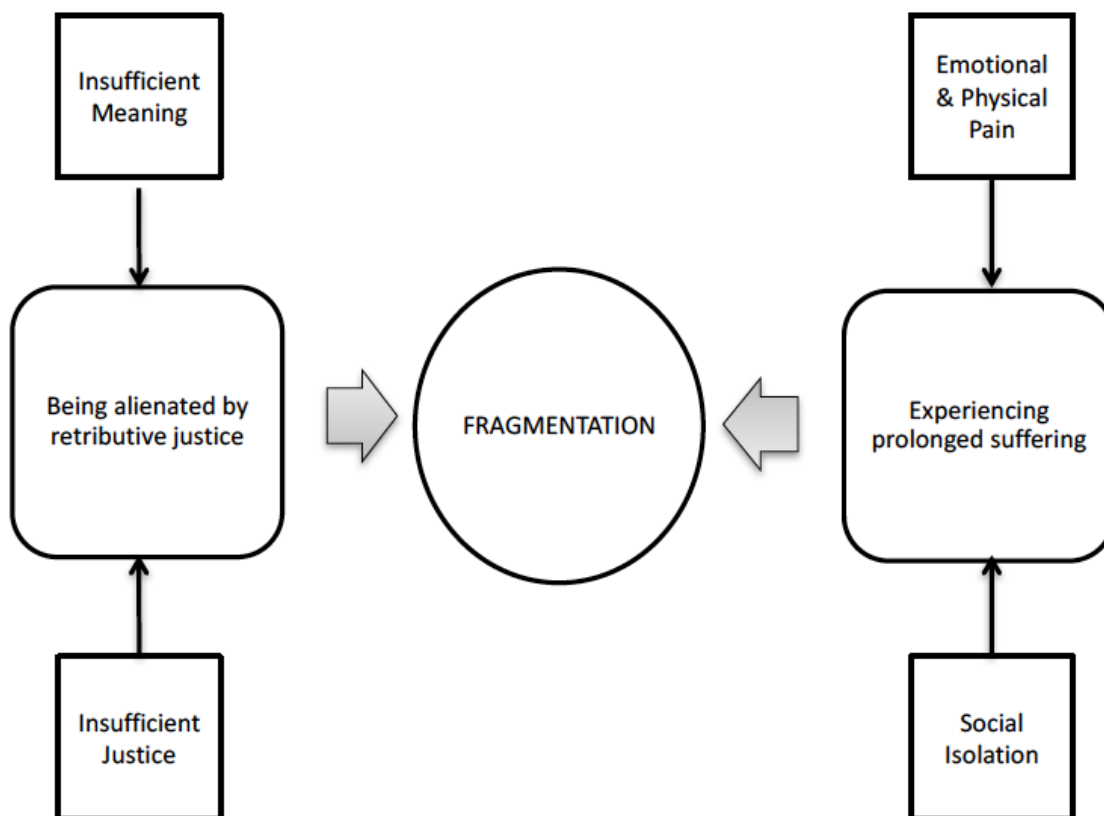 Insufficient
Meaning
Emotional
& Physical
Pain
Being alienated by
retributive justice
FRAGMENTATION
Experiencing
prolonged suffering
Insufficient
Justice
Social
Isolation